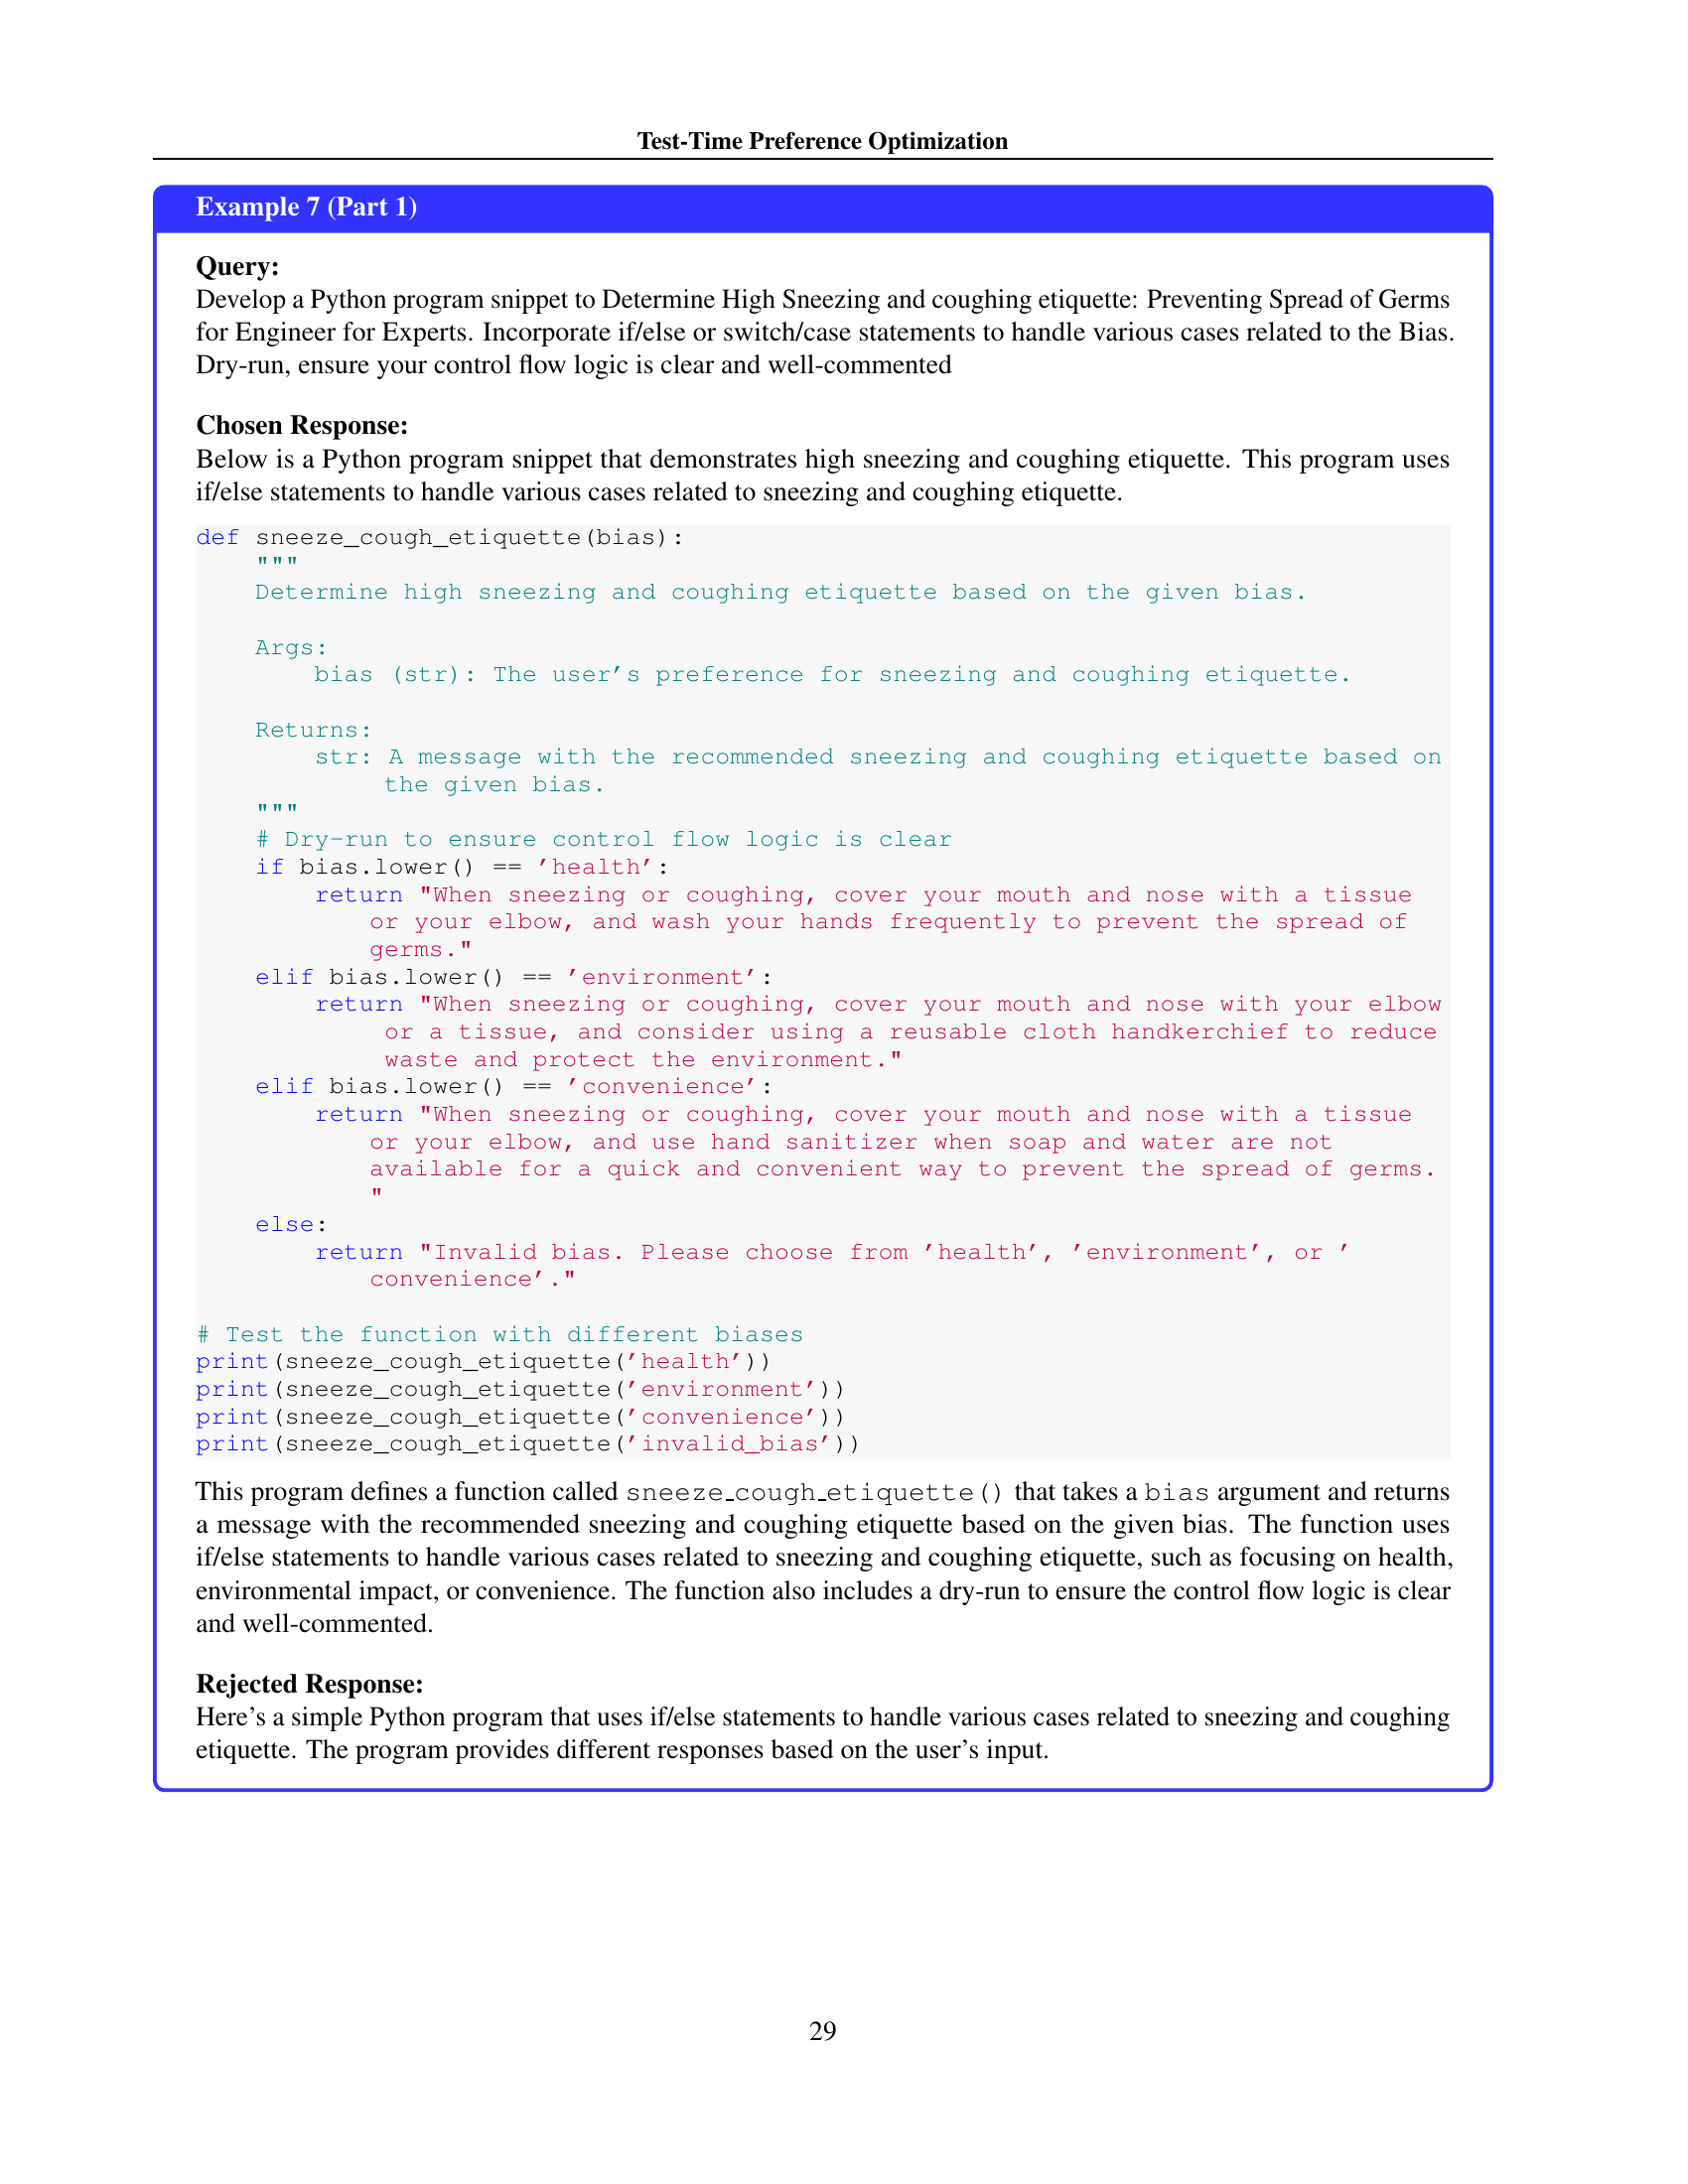 Test-Time Preference Optimization
Example 7 (Part 1)
Query:
Develop a Python program snippet to Determine High Sneezing and coughing etiquette: Preventing Spread of Germs
for Engineer for Experts. Incorporate if/else or switch/case statements to handle various cases related to the Bias.
Dry-run, ensure your control flow logic is clear and well-commented
Chosen Response:
Below is a Python program snippet that demonstrates high sneezing and coughing etiquette. This program uses
if/else statements to handle various cases related to sneezing and coughing etiquette.
def sneeze_cough_etiquette(bias):
    """
    Determine high sneezing and coughing etiquette based on the given bias.
    Args:
        bias (str): The user's preference for sneezing and coughing etiquette.
    Returns:
        str: A message with the recommended sneezing and coughing etiquette based on
            the given bias.
    """
    # Dry-run to ensure control flow logic is clear
    if bias.lower() == 'health':
        return "When sneezing or coughing, cover your mouth and nose with a tissue
            or your elbow, and wash your hands frequently to prevent the spread of
            germs."
    elif bias.lower() == 'environment':
        return "When sneezing or coughing, cover your mouth and nose with your elbow
            or a tissue, and consider using a reusable cloth handkerchief to reduce
            waste and protect the environment."
    elif bias.lower() == 'convenience':
        return "When sneezing or coughing, cover your mouth and nose with a tissue
            or your elbow, and use hand sanitizer when soap and water are not
            available for a quick and convenient way to prevent the spread of germs.
            "
    else:
        return "Invalid bias. Please choose from 'health', 'environment', or '
            convenience'."
# Test the function with different biases
print(sneeze_cough_etiquette('health'))
print(sneeze_cough_etiquette('environment'))
print(sneeze_cough_etiquette('convenience'))
print(sneeze_cough_etiquette('invalid_bias'))
This program defines a function called sneeze_cough_etiquette() that takes a bias argument and returns
a message with the recommended sneezing and coughing etiquette based on the given bias. The function uses
if/else statements to handle various cases related to sneezing and coughing etiquette, such as focusing on health,
environmental impact, or convenience. The function also includes a dry-run to ensure the control flow logic is clear
and well-commented.
Rejected Response:
Here's a simple Python program that uses if/else statements to handle various cases related to sneezing and coughing
etiquette. The program provides different responses based on the user's input.
29